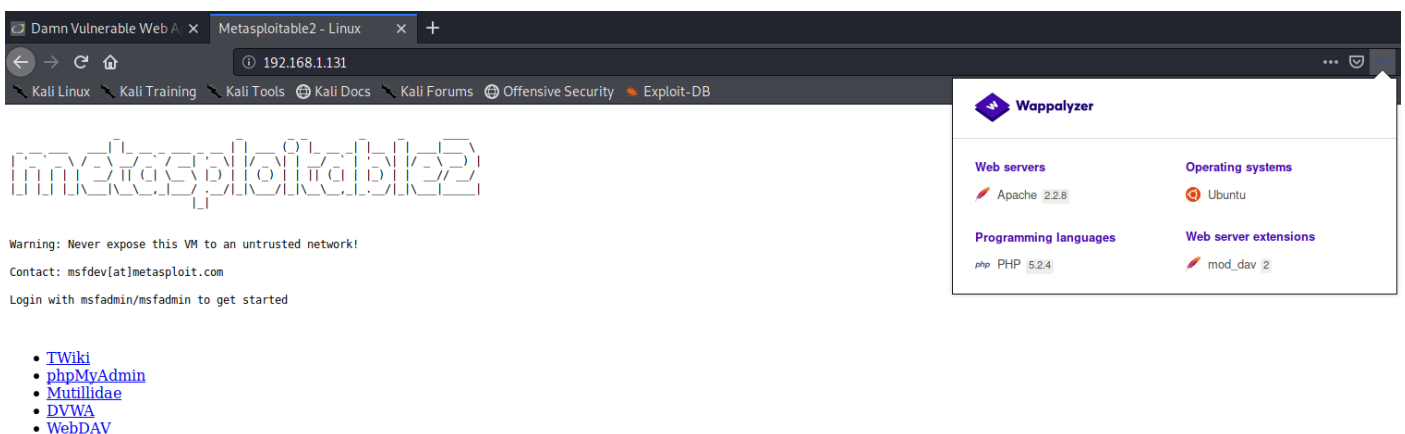 Damn Vulnerable Web A
Metasploitable2 - Linux
192.168.1.131
Kali Linux Kali Training Kali Tools Kali Docs Kali Forums Offensive Security Exploit-DB
metasploitable2
Warning: Never expose this VM to an untrusted network!
Contact: msfdev[at]metasploit.com
Login with msfadmin/msfadmin to get started
TWiki
phpMyAdmin
Mutillidae
DVWA
WebDAV
Wappalyzer
Web servers
Apache 2.2.8
Operating systems
Ubuntu
Programming languages
php PHP 5.2.4
Web server extensions
mod_dav 2